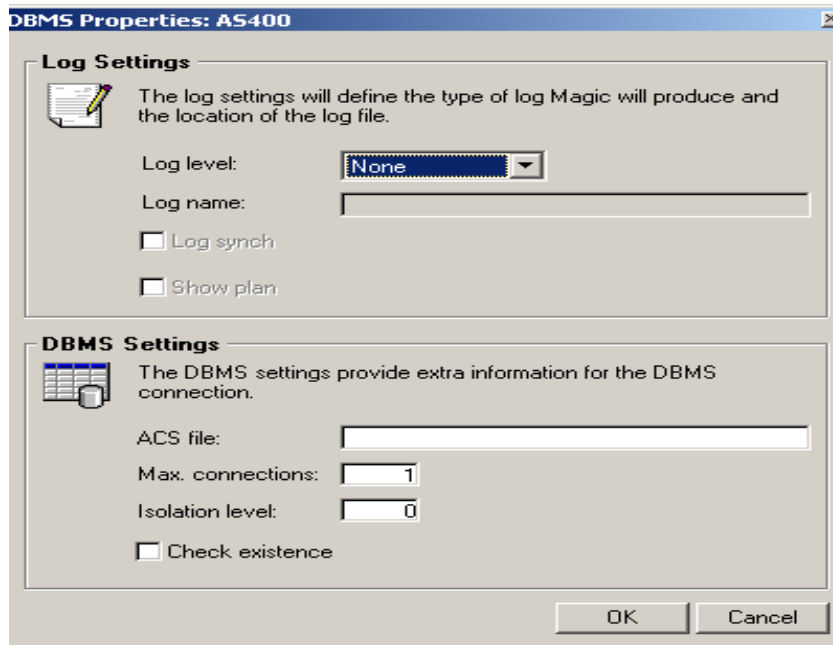 DBMS Properties: AS400
Log Settings
The log settings will define the type of log Magic will produce and
the location of the log file.
Log level:
None
Log name:
Log synch
Show plan
DBMS Settings
The DBMS settings provide extra information for the DBMS
connection.
ACS file:
Max. connections:
1
Isolation level:
0
Check existence
OK
Cancel